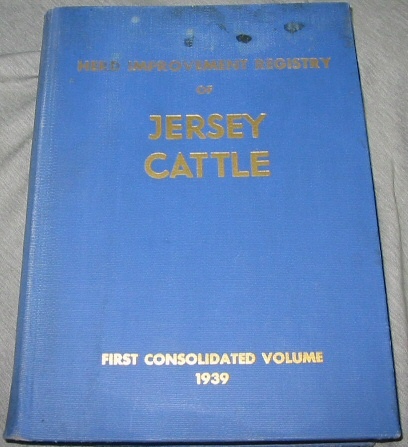 HERD IMPROVEMENT REGISTRY
OF
JERSEY
CATTLE
FIRST CONSOLIDATED VOLUME
1939